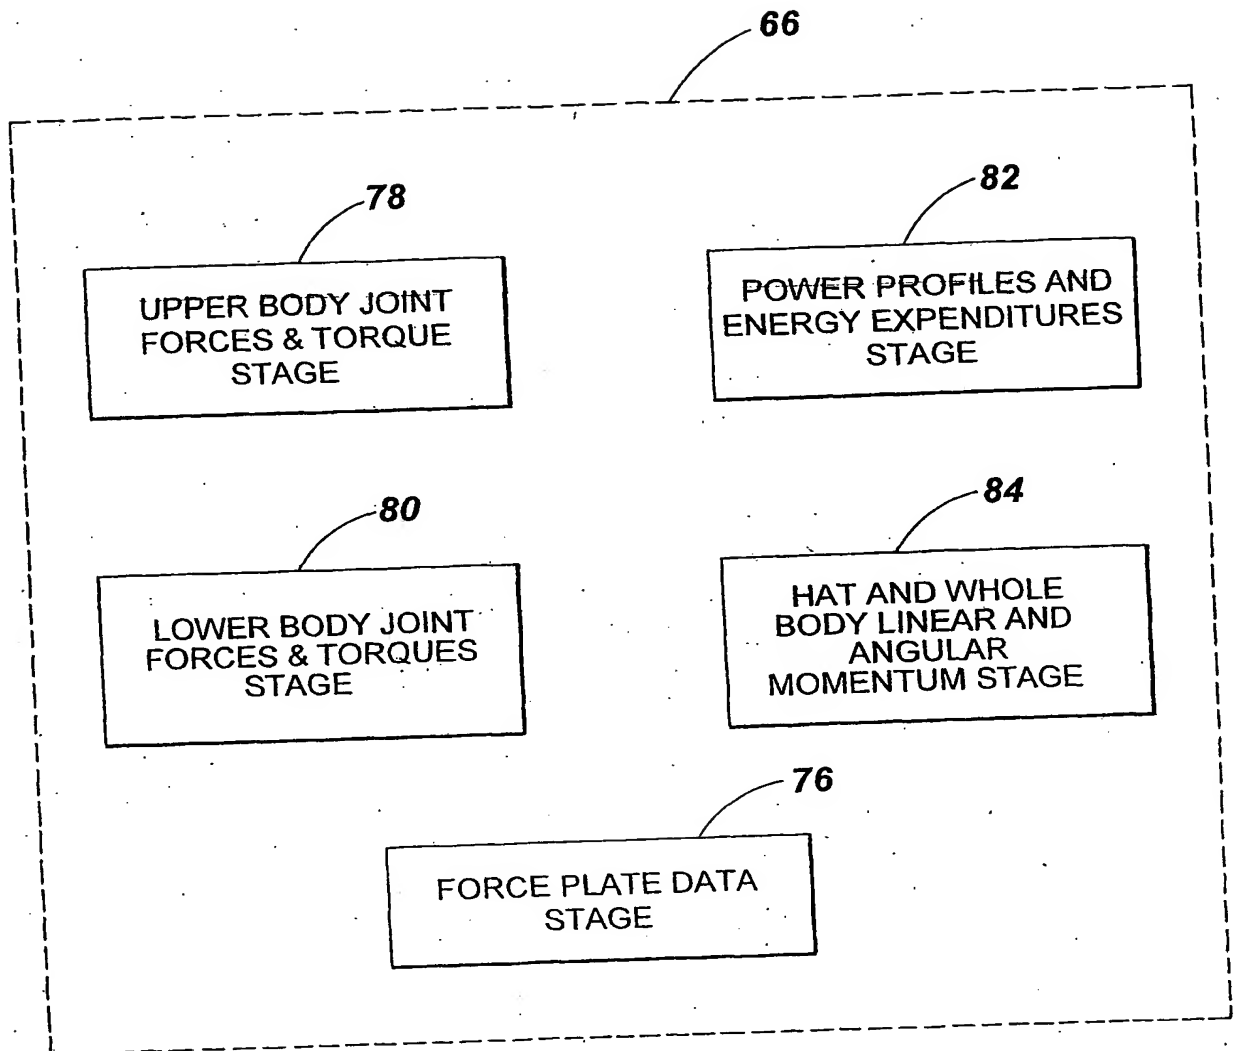 66
78
UPPER BODY JOINT
FORCES & TORQUE
STAGE
82
POWER PROFILES AND
ENERGY EXPENDITURES
STAGE
80
LOWER BODY JOINT
FORCES & TORQUES
STAGE
84
HAT AND WHOLE
BODY LINEAR AND
ANGULAR
MOMENTUM STAGE
76
FORCE PLATE DATA
STAGE